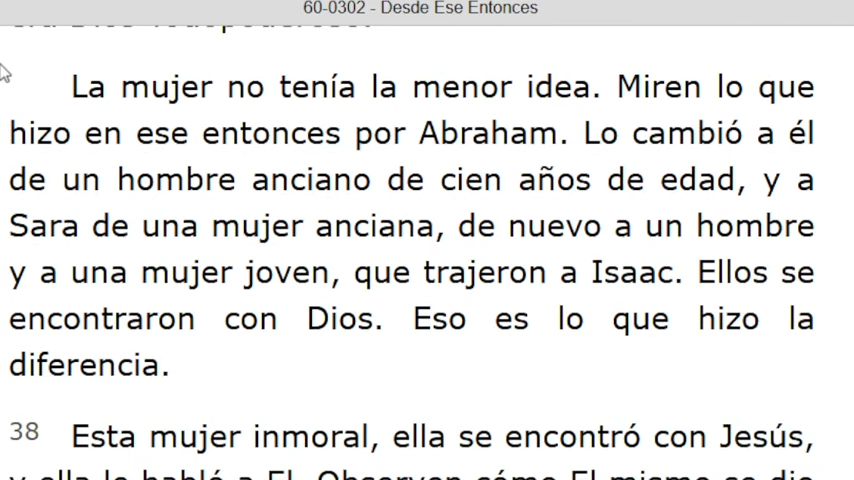 60-0302 - Desde Ese Entonces
La mujer no tenía la menor idea. Miren lo que
hizo en ese entonces por Abraham. Lo cambió a él
de un hombre anciano de cien años de edad, y a
Sara de una mujer anciana, de nuevo a un hombre
y a una mujer joven, que trajeron a Isaac. Ellos se
encontraron con Dios. Eso es lo que hizo la
diferencia.
38 Esta mujer inmoral, ella se encontró con Jesús,